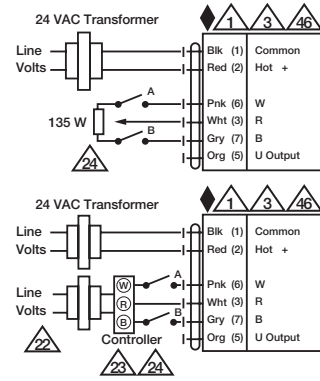 24 VAC Transformer
1 3 46
Line
Volts
Blk (1) Common
Red (2) Hot +
A
Pnk (6) W
135 W
Wht (3) R
B
Gry (7) B
Org (5) U Output
24
24 VAC Transformer
1 3 46
Line
Volts
Blk (1) Common
Red (2) Hot +
A
Line
Volts
W
R
B
Pnk (6) W
Wht (3) R
B
Gry (7) B
Org (5) U Output
22
Controller
23 24